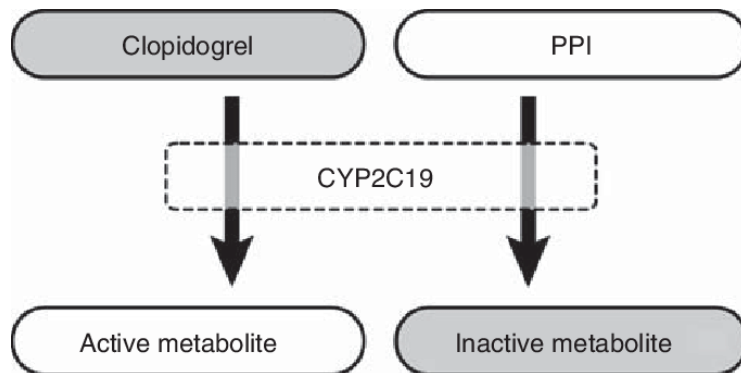 Clopidogrel
PPI
CYP2C19
Active metabolite
Inactive metabolite